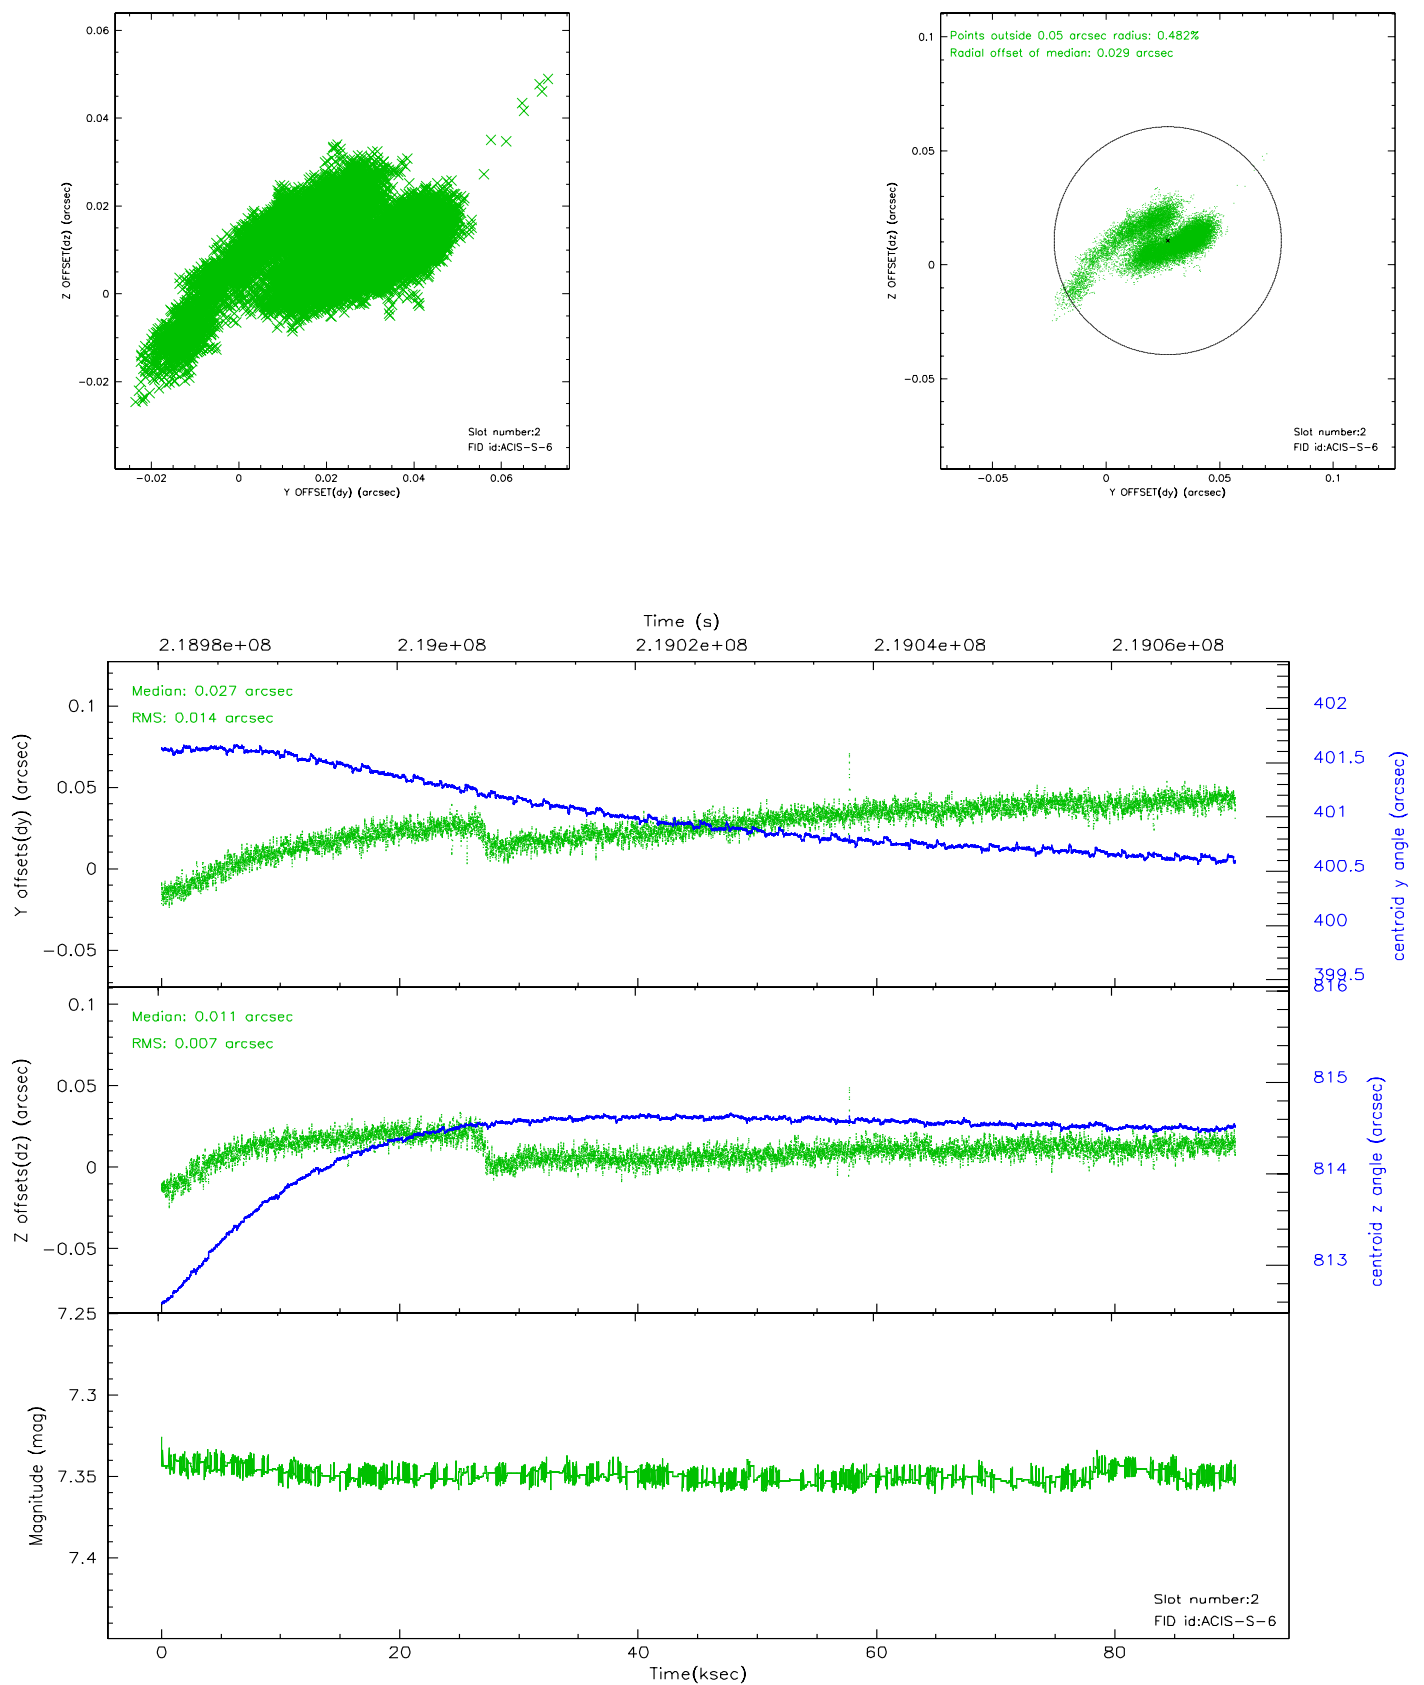 0.06
0.04
0.02
0
−0.02
Z OFFSET(dz) (arcsec)
−0.02 0 0.02 0.04 0.06
Y OFFSET(dy) (arcsec)
Slot number:2
FID id:ACIS−S−6
Points outside 0.05 arcsec radius: 0.482%
Radial offset of median: 0.029 arcsec
0.1
0.05
0
−0.05
Z OFFSET(dz) (arcsec)
−0.05 0 0.05 0.1
Y OFFSET(dy) (arcsec)
Slot number:2
FID id:ACIS−S−6
Time (s)
2.1898e+08 2.19e+08 2.1902e+08 2.1904e+08 2.1906e+08
Median: 0.027 arcsec
RMS: 0.014 arcsec
0.1
0.05
0
−0.05
Y offsets(dy) (arcsec)
402
401.5
401
400.5
400
399.5
centroid y angle (arcsec)
Median: 0.011 arcsec
RMS: 0.007 arcsec
0.1
0.05
0
−0.05
Z offsets(dz) (arcsec)
816
815
814
813
centroid z angle (arcsec)
7.25
7.3
7.35
7.4
Magnitude (mag)
Slot number:2
FID id:ACIS−S−6
0 20 40 60 80
Time(ksec)